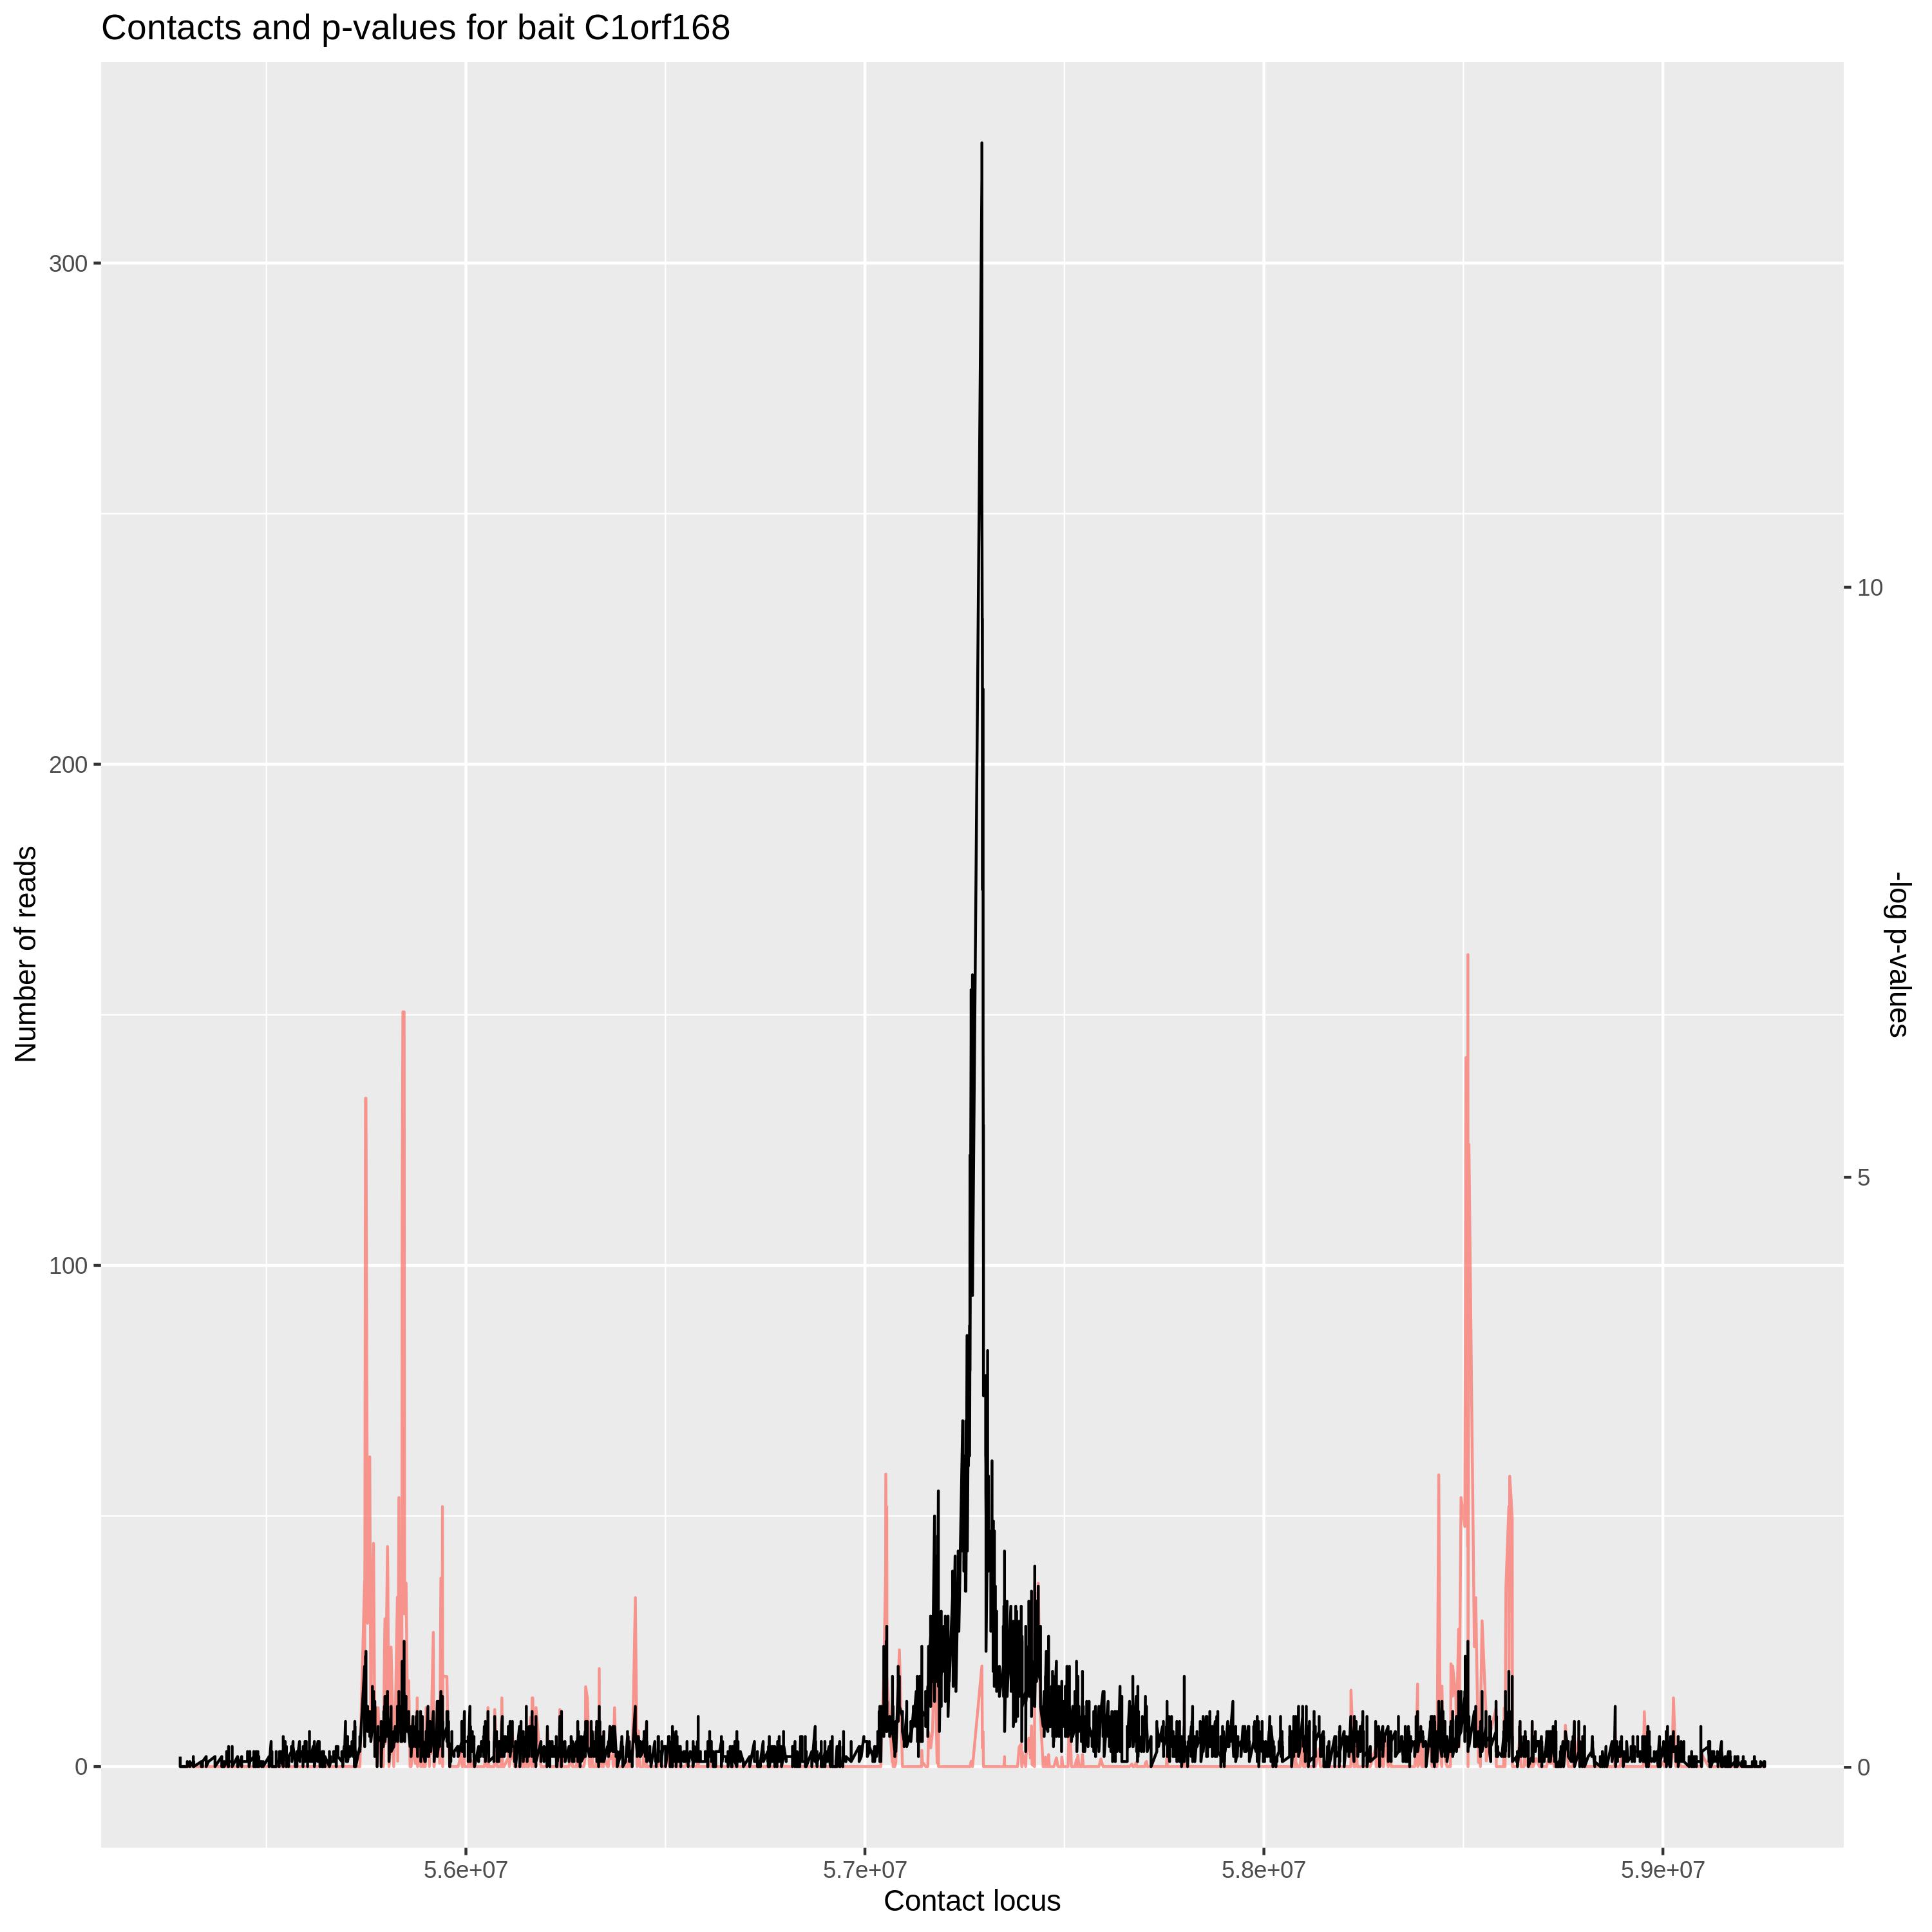 Contacts and p-values for bait C1orf168
300
200
100
0
Number of reads
10
5
0
-log p-values
5.6e+07
5.7e+07
5.8e+07
5.9e+07
Contact locus